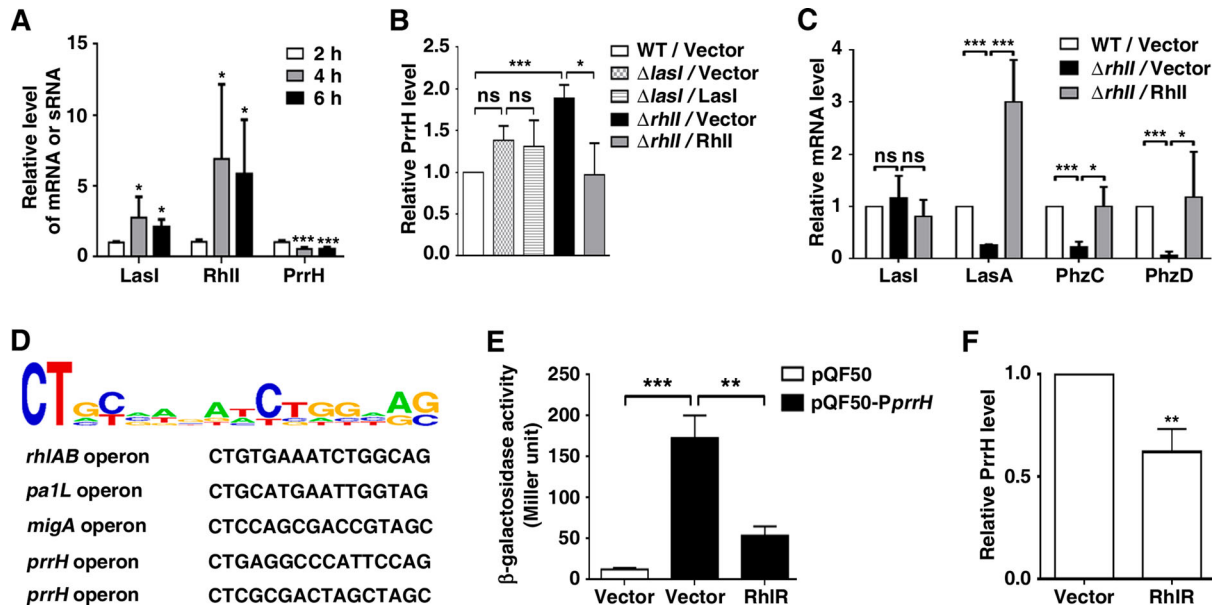 A
Relative level
of mRNA or sRNA
15
10
5
0
2 h
4 h
6 h
*
*
*
*
*** ***
LasI
RhlI
PrrH
B
Relative PrrH level
2.5
2.0
1.5
1.0
0.5
0.0
***
*
ns
ns
WT / Vector
ΔlasI / Vector
ΔlasI / LasI
ΔrhlI / Vector
ΔrhlI / RhlI
C
Relative mRNA level
4
3
2
1
0
WT / Vector
ΔrhlI / Vector
ΔrhlI / RhlI
ns ns
*** ***
*** *
*** *
LasI
LasA
PhzC
PhzD
D
rhlAB operon CTGTGAAATCTGGCAG
pa1L operon CTGCATGAATTGGTAG
migA operon CTCCAGCGACCGTAGC
prrH operon CTGAGGCCCATTCCAG
prrH operon CTCGCGACTAGCTAGC
E
β-galactosidase activity
(Miller unit)
250
200
150
100
50
0
***
**
pQF50
pQF50-PprrH
Vector
Vector
RhlR
F
Relative PrrH level
1.0
0.5
0.0
**
Vector
RhlR